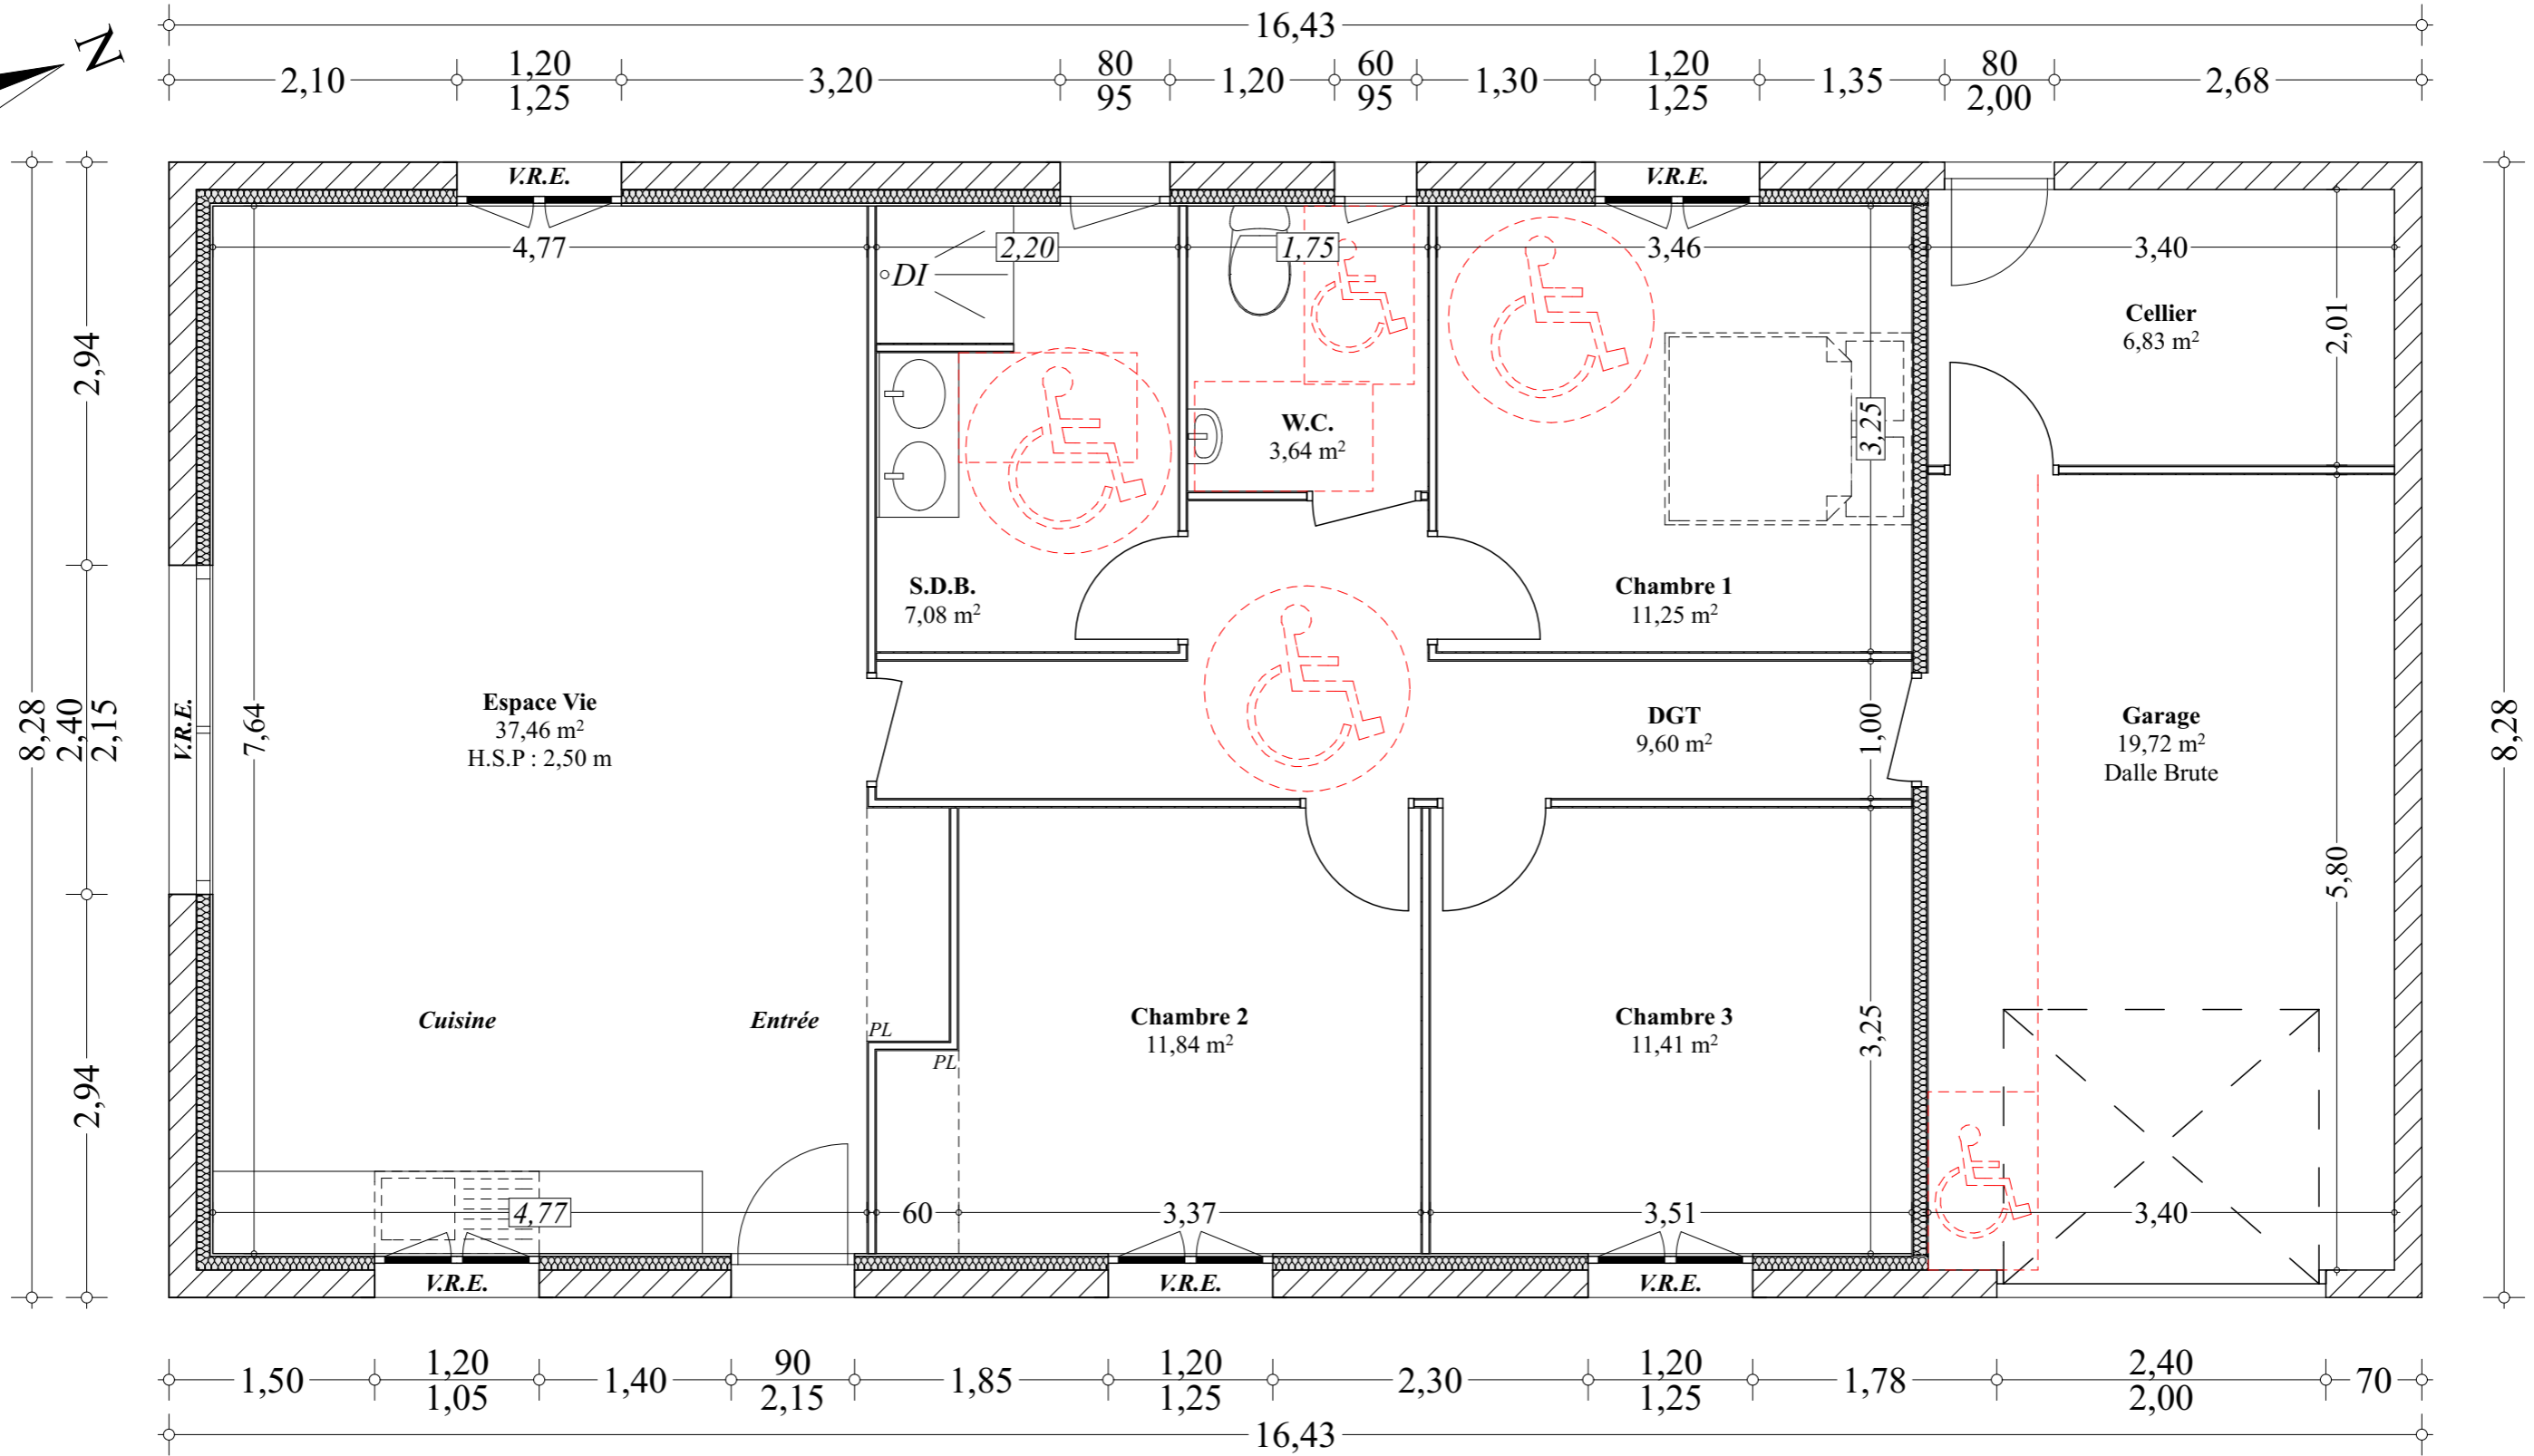 16,43
N
2,10
1,20
1,25
3,20
80
95
1,20
60
95
1,30
1,20
1,25
1,35
80
2,00
2,68
V.R.E.
V.R.E.
4,77
2,20
1,75
3,46
3,40
DI
Cellier
6,83 m²
2,01
2,94
3,25
W.C.
3,64 m²
S.D.B.
7,08 m²
Chambre 1
11,25 m²
8,28
2,40
2,15
V.R.E.
7,64
Espace Vie
37,46 m²
H.S.P : 2,50 m
DGT
9,60 m²
1,00
Garage
19,72 m²
Dalle Brute
8,28
5,80
Cuisine
Entrée
PL
PL
Chambre 2
11,84 m²
Chambre 3
11,41 m²
3,25
2,94
4,77
60
3,37
3,51
3,40
V.R.E.
V.R.E.
V.R.E.
1,50
1,20
1,05
1,40
90
2,15
1,85
1,20
1,25
2,30
1,20
1,25
1,78
2,40
2,00
70
16,43